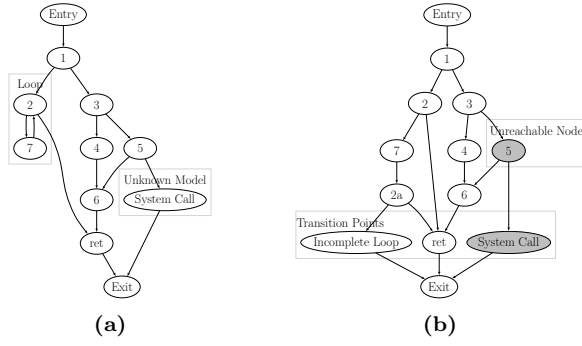 Entry
1
Loop
2
3
7
4
5
Unknown Model
6
System Call
ret
Exit
(a)
Entry
1
2
3
Unreachable Node
7
4
5
2a
6
Transition Points
Incomplete Loop
ret
System Call
Exit
(b)